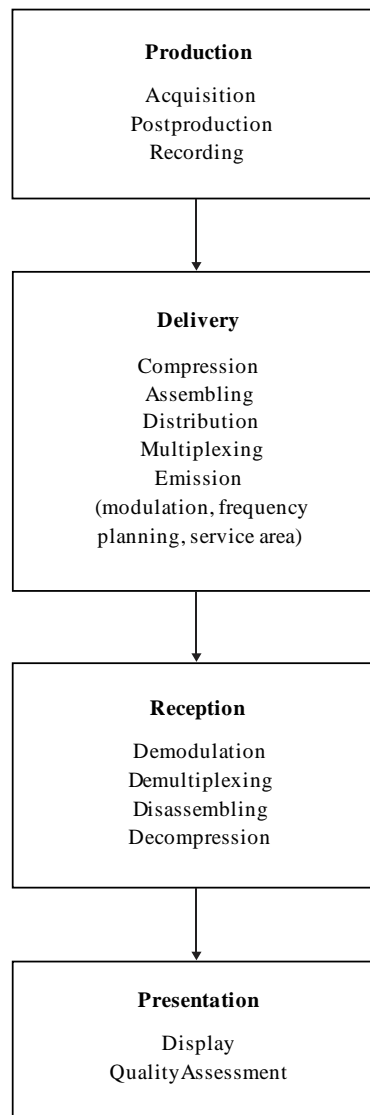 Production
Acquisition
Postproduction
Recording
Delivery
Compression
Assembling
Distribution
Multiplexing
Emission
(modulation, frequency
planning, service area)
Reception
Demodulation
Demultiplexing
Disassembling
Decompression
Presentation
Display
QualityAssessment